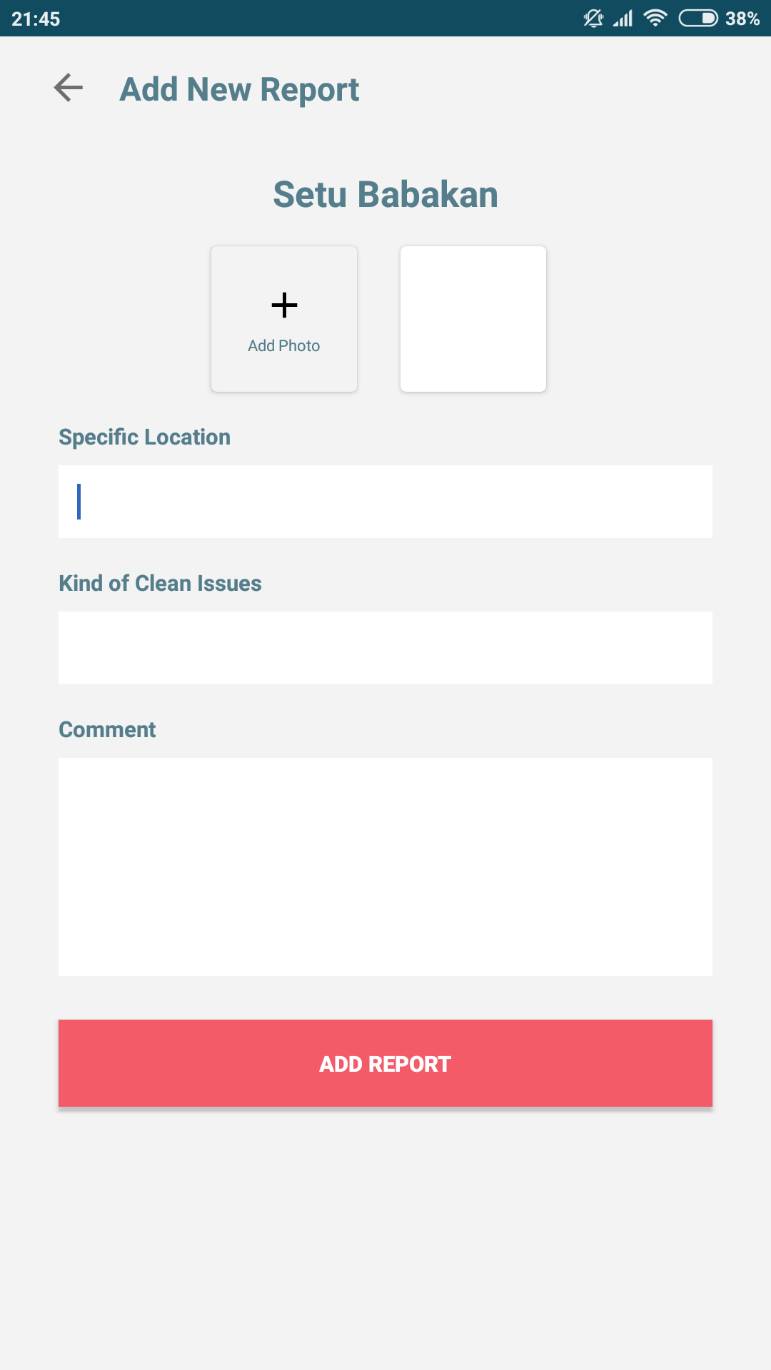 21:45
38%
Add New Report
Setu Babakan
Add Photo
Specific Location
Kind of Clean Issues
Comment
ADD REPORT